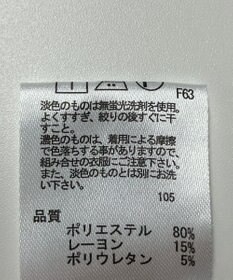 F63
淡色のものは無蛍光洗剤を使用。
よくすすぎ、絞りの後すぐに干
すこと。
濃色のものは、着用による摩擦
で色落ちする事がありますので、
組み合せの衣服にご注意下さい。
また、淡色のものとは別にお洗
い下さい。
105
品質
ポリエステル 80%
レーヨン 15%
ポリウレタン 5%